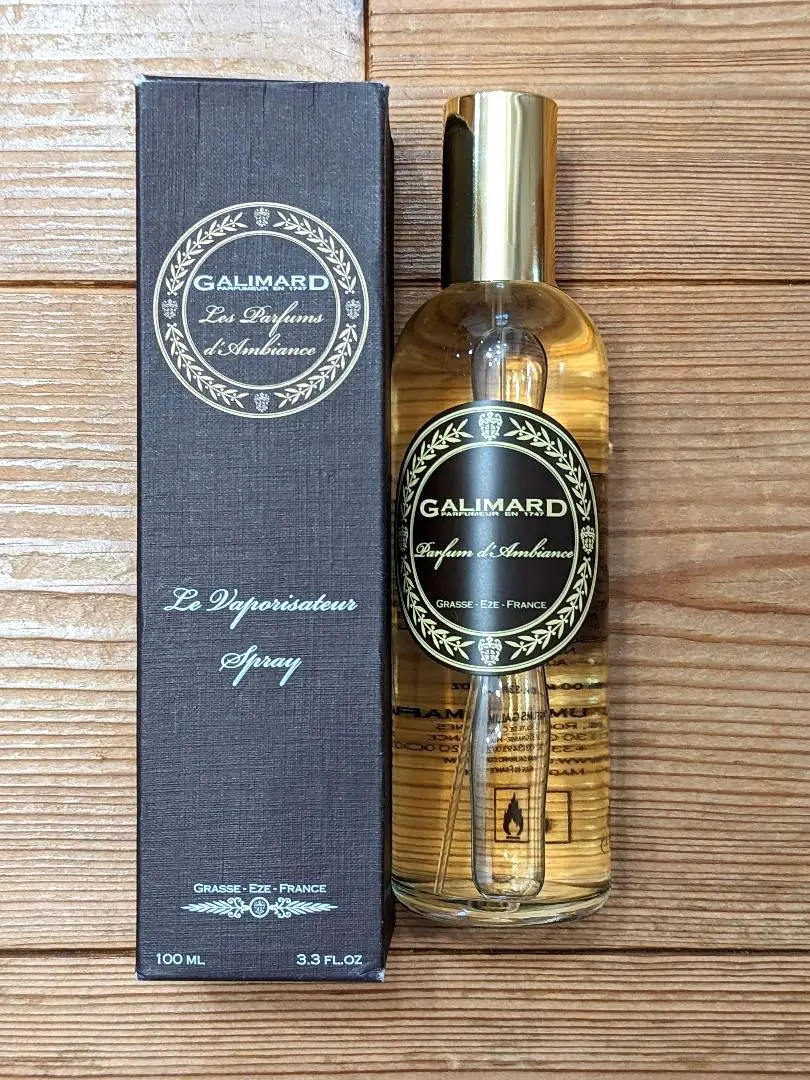 GALIMARD
PARFUMEUR EN 1747
Les Parfums
d'Ambiance
Le Vaporisateur
Spray
GRASSE - EZE - FRANCE
100 ML 3.3 FL.OZ
GALIMARD
PARFUMEUR EN 1747
Parfum d'Ambiance
GRASSE - EZE - FRANCE